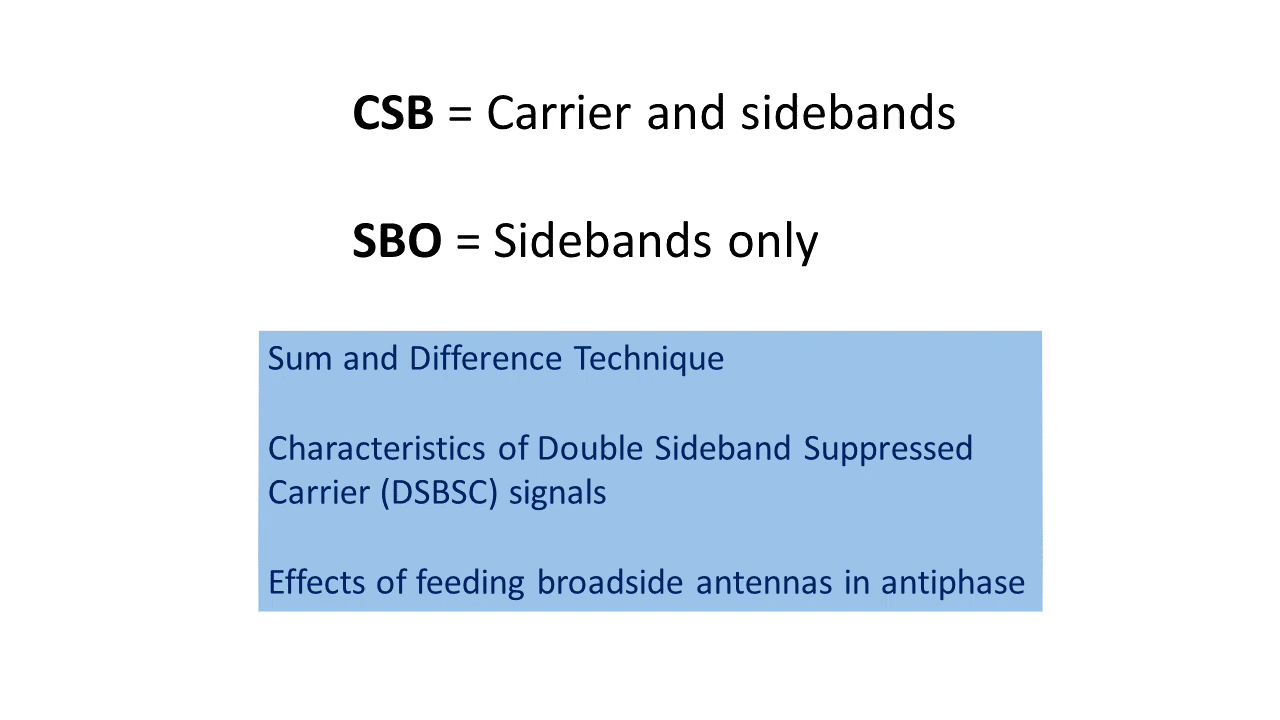 CSB = Carrier and sidebands
SBO = Sidebands only
Sum and Difference Technique
Characteristics of Double Sideband Suppressed
Carrier (DSBSC) signals
Effects of feeding broadside antennas in antiphase